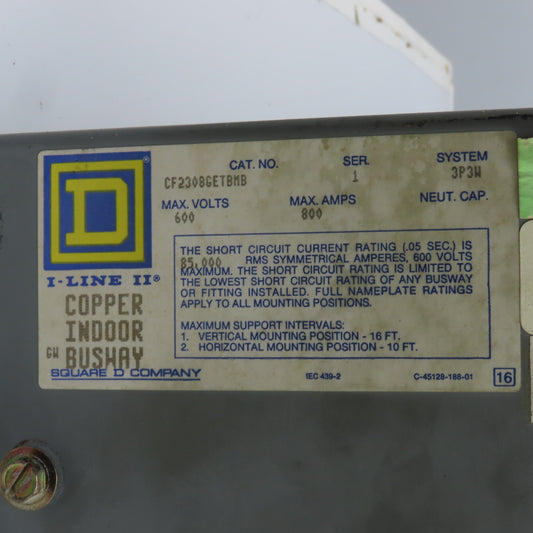 D
I-LINE II®
COPPER
INDOOR
GW BUSWAY
SQUARE D COMPANY
CAT. NO. SER. SYSTEM
CF2308GETBMB 1 3P3W
MAX. VOLTS MAX. AMPS NEUT. CAP.
600 800
THE SHORT CIRCUIT CURRENT RATING (.05 SEC.) IS
85,000 RMS SYMMETRICAL AMPERES, 600 VOLTS
MAXIMUM. THE SHORT CIRCUIT RATING IS LIMITED TO
THE LOWEST SHORT CIRCUIT RATING OF ANY BUSWAY
OR FITTING INSTALLED. FULL NAMEPLATE RATINGS
APPLY TO ALL MOUNTING POSITIONS.
MAXIMUM SUPPORT INTERVALS:
1. VERTICAL MOUNTING POSITION - 16 FT.
2. HORIZONTAL MOUNTING POSITION - 10 FT.
IEC 439-2 C-45128-188-01 16